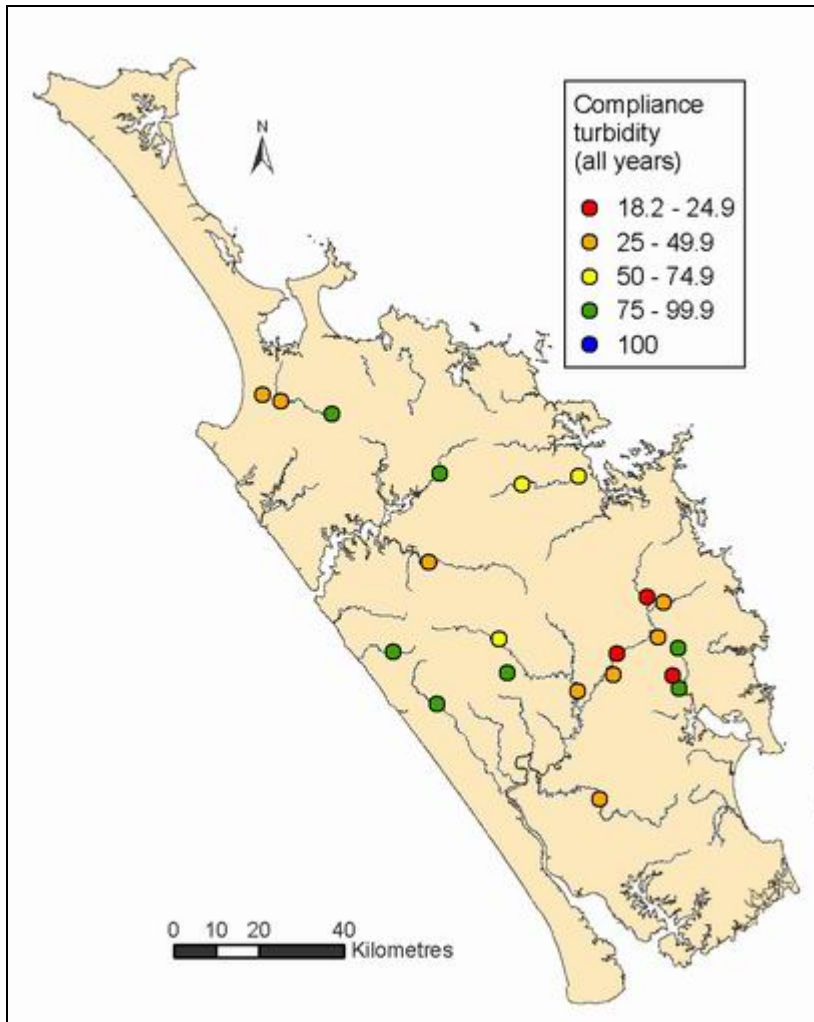 Compliance
turbidity
(all years)
18.2 - 24.9
25 - 49.9
50 - 74.9
75 - 99.9
100
N
0 10 20 40
Kilometres